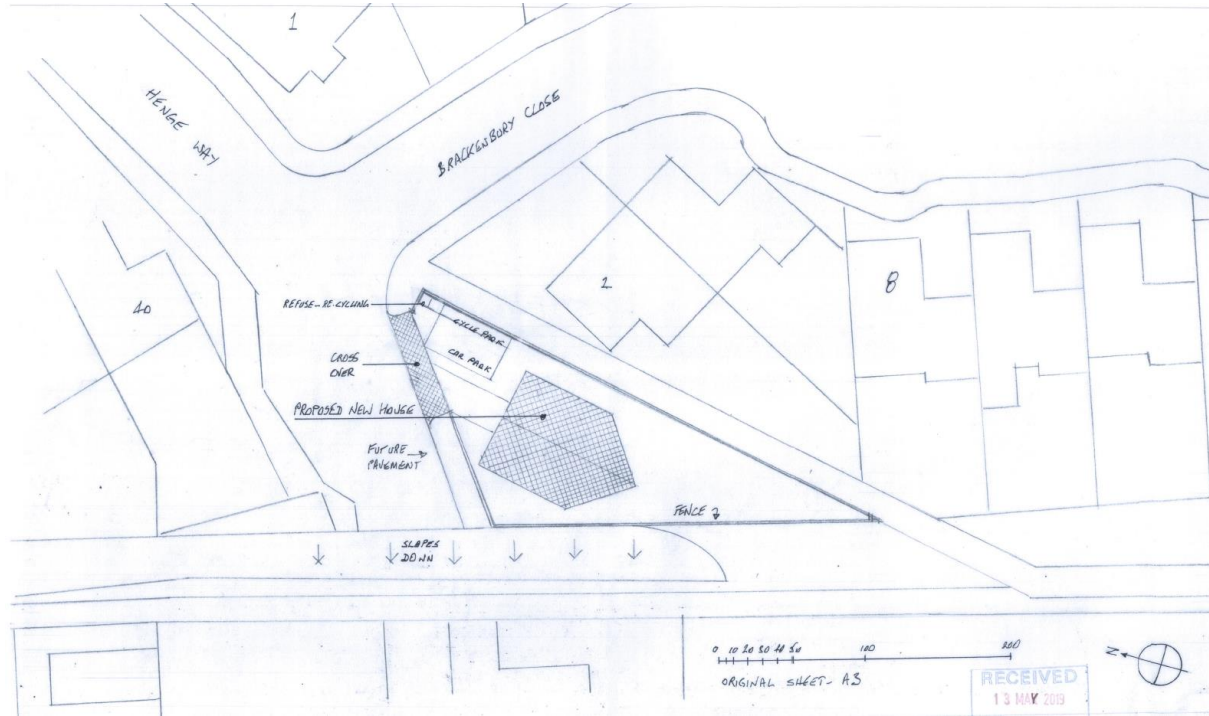 1
HENGE WAY
BRACKENBURY CLOSE
40
2
8
REFUSE-RE-CYCLING
CYCLE PARK
CAR PARK
CROSS
OVER
PROPOSED NEW HOUSE
FUTURE
PAVEMENT
FENCE
SLAPES
DOWN
0 10 20 30 40 50 100 200
ORIGINAL SHEET - A3
N
RECEIVED
13 MAY 2019